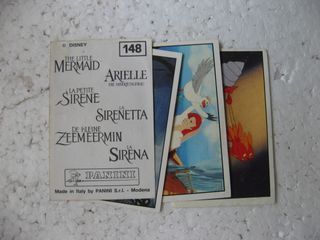 © DISNEY
148
THE LITTLE
MERMAID
ARIELLE
DIE MEERJUNGFRAU
LA PETITE
SIRÈNE
LA
SIRENETTA
DE KLEINE
ZEEMEERMIN
LA
SIRENA
PANINI
Made in Italy by PANINI S.r.l. - Modena